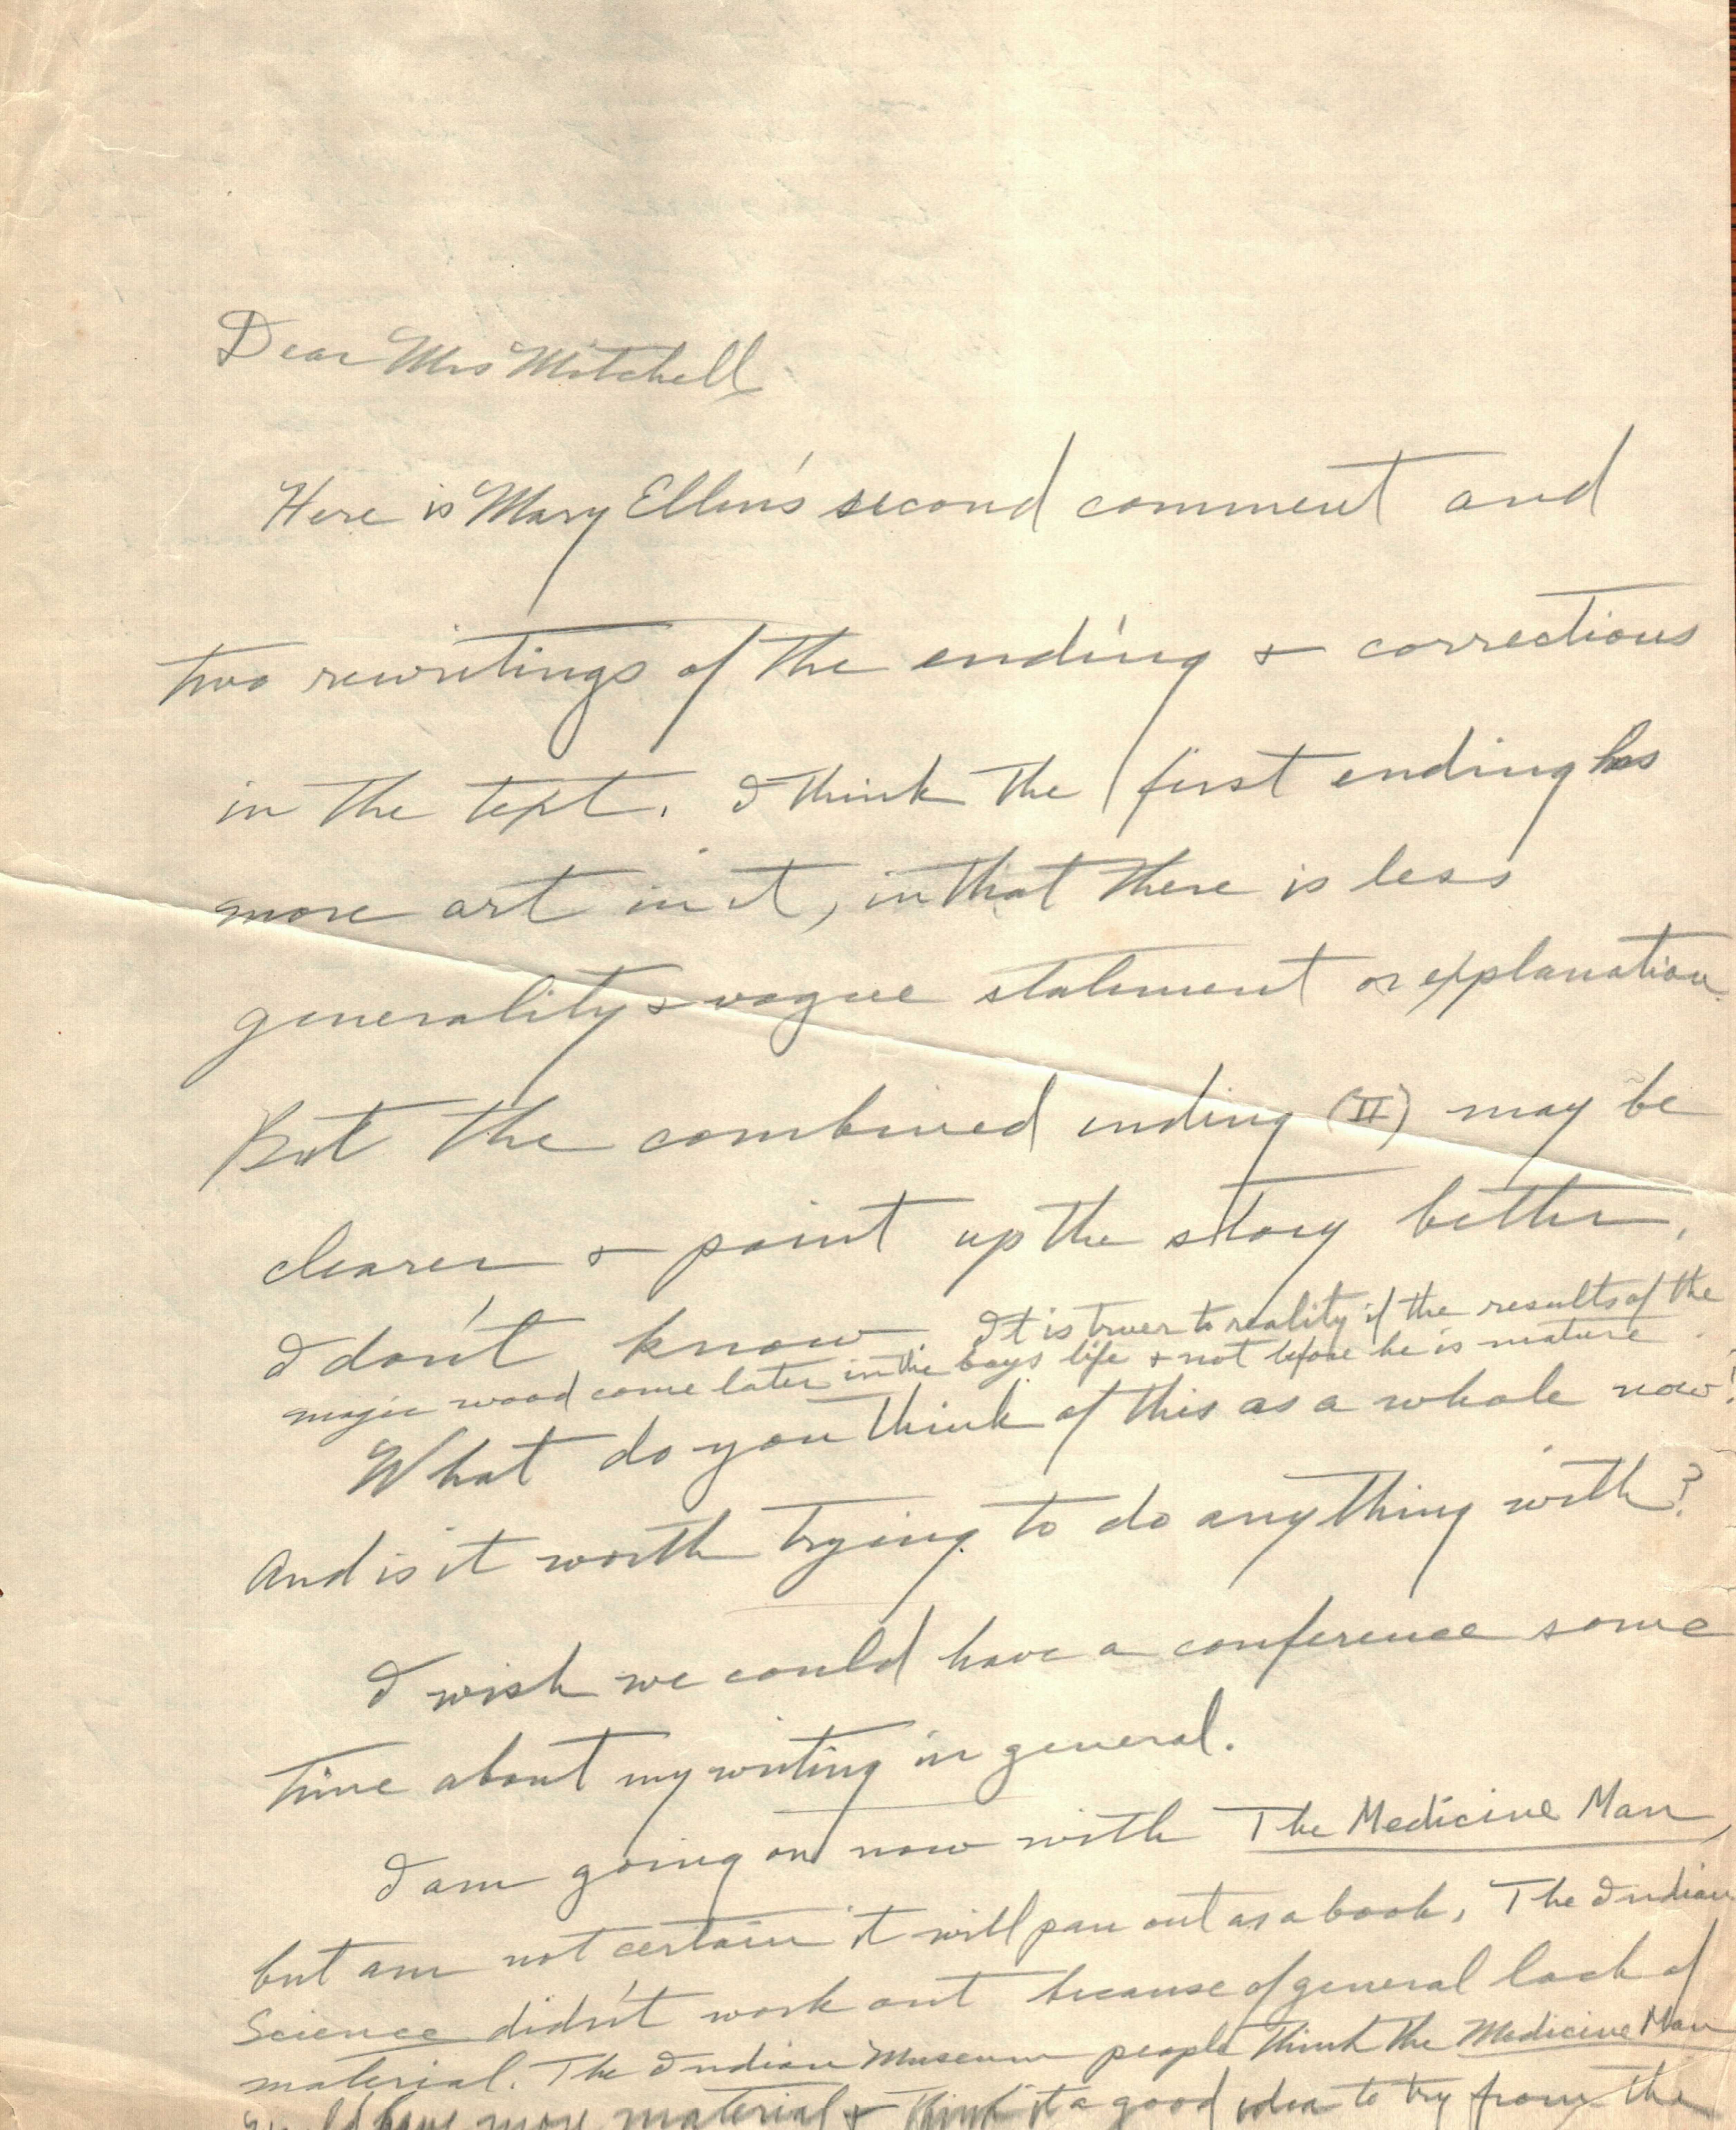 Dear Mrs Mitchell
Here is Mary Ellen's second comment and
two rewritings of the ending & corrections
in the text. I think the first ending has
more art in it, in that there is less
generality & vague statement or explanation.
But the combined ending (II) may be
clearer & point up the story better.
I don't know. It is truer to reality if the results of the
magic wood come later in the boys life & not before he is mature.
What do you think of this as a whole now?
And is it worth trying to do anything with?
I wish we could have a conference some
time about my writing in general.
I am going on now with The Medicine Man,
but am not certain it will pan out as a book. The Indian
Science didn't work out because of general lack of
material. The Indian Museum people think the Medicine Man
would have more material & think it a good idea to try from the